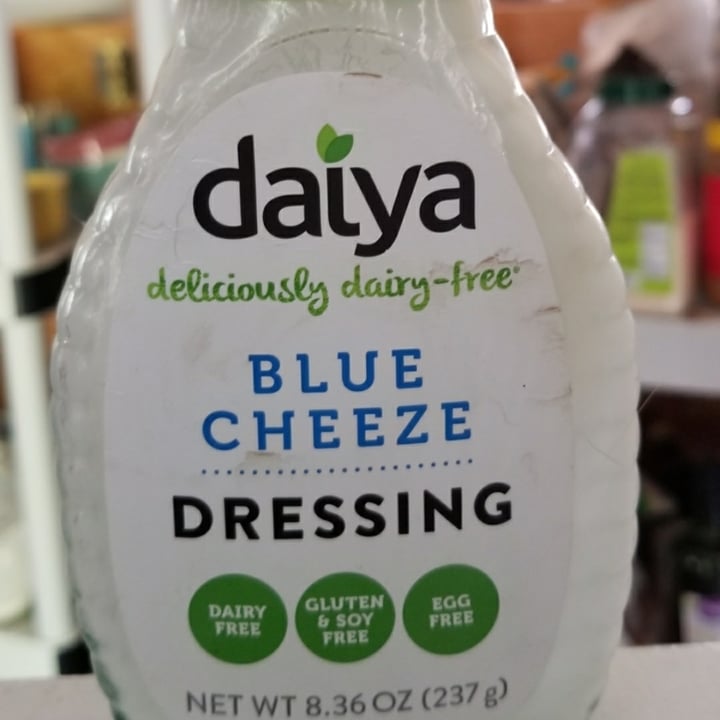 daiya
deliciously dairy-free*
BLUE
CHEEZE
DRESSING
DAIRY
FREE
GLUTEN
& SOY
FREE
EGG
FREE
NET WT 8.36 OZ (237 g)